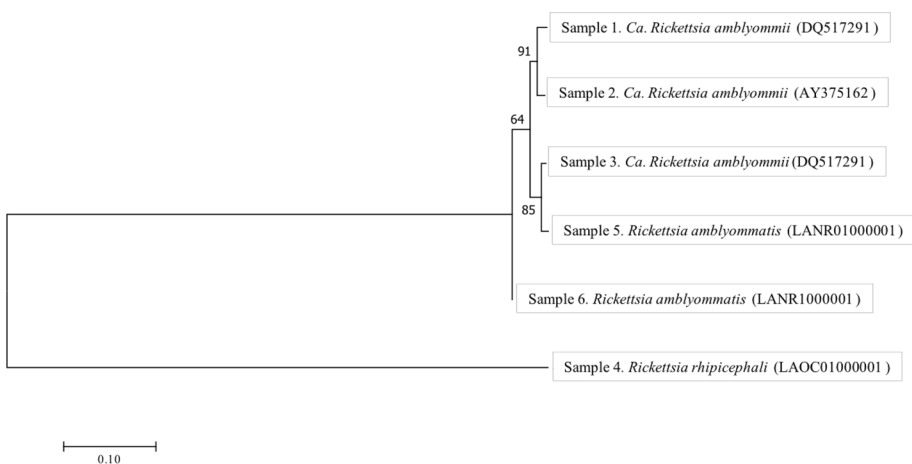 Sample 1. Ca. Rickettsia amblyommii (DQ517291)
91
Sample 2. Ca. Rickettsia amblyommii (AY375162)
64
Sample 3. Ca. Rickettsia amblyommii (DQ517291)
85
Sample 5. Rickettsia amblyommatis (LANR01000001)
Sample 6. Rickettsia amblyommatis (LANR1000001)
Sample 4. Rickettsia rhipicephali (LAOC01000001)
0.10